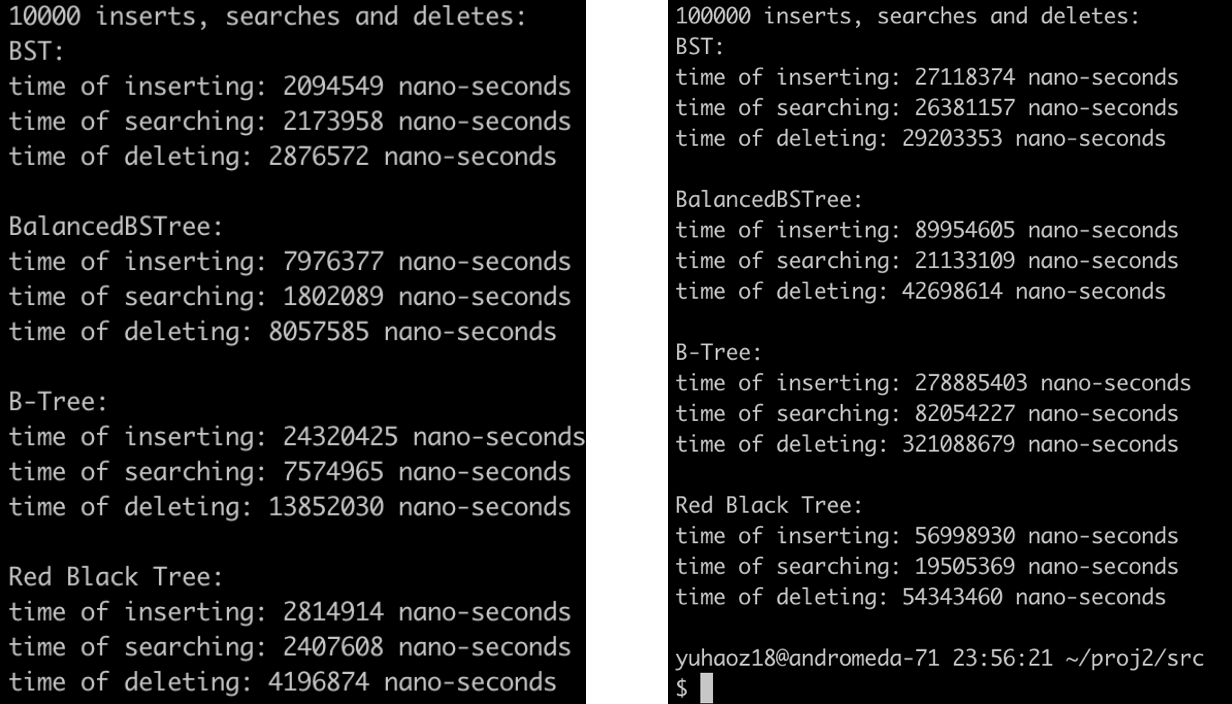 10000 inserts, searches and deletes:
BST:
time of inserting: 2094549 nano-seconds
time of searching: 2173958 nano-seconds
time of deleting: 2876572 nano-seconds
BalancedBSTree:
time of inserting: 7976377 nano-seconds
time of searching: 1802089 nano-seconds
time of deleting: 8057585 nano-seconds
B-Tree:
time of inserting: 24320425 nano-seconds
time of searching: 7574965 nano-seconds
time of deleting: 13852030 nano-seconds
Red Black Tree:
time of inserting: 2814914 nano-seconds
time of searching: 2407608 nano-seconds
time of deleting: 4196874 nano-seconds
100000 inserts, searches and deletes:
BST:
time of inserting: 27118374 nano-seconds
time of searching: 26381157 nano-seconds
time of deleting: 29203353 nano-seconds
BalancedBSTree:
time of inserting: 89954605 nano-seconds
time of searching: 21133109 nano-seconds
time of deleting: 42698614 nano-seconds
B-Tree:
time of inserting: 278885403 nano-seconds
time of searching: 82054227 nano-seconds
time of deleting: 321088679 nano-seconds
Red Black Tree:
time of inserting: 56998930 nano-seconds
time of searching: 19505369 nano-seconds
time of deleting: 54343460 nano-seconds
yuhaoz18@andromeda-71 23:56:21 ~/proj2/src
$